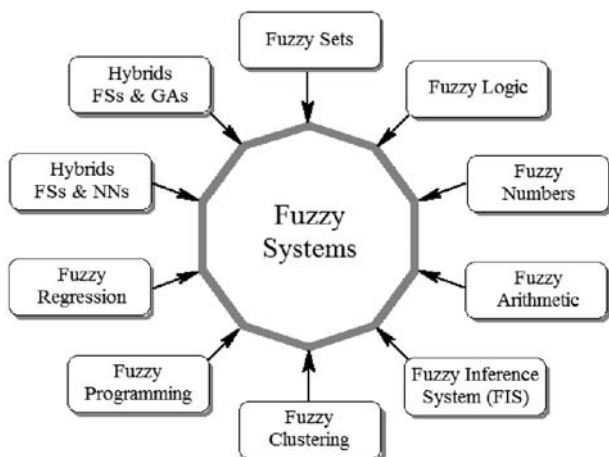 Fuzzy Sets
Hybrids
FSs & GAs
Fuzzy Logic
Hybrids
FSs & NNs
Fuzzy
Numbers
Fuzzy
Systems
Fuzzy
Regression
Fuzzy
Arithmetic
Fuzzy
Programming
Fuzzy Inference
System (FIS)
Fuzzy
Clustering